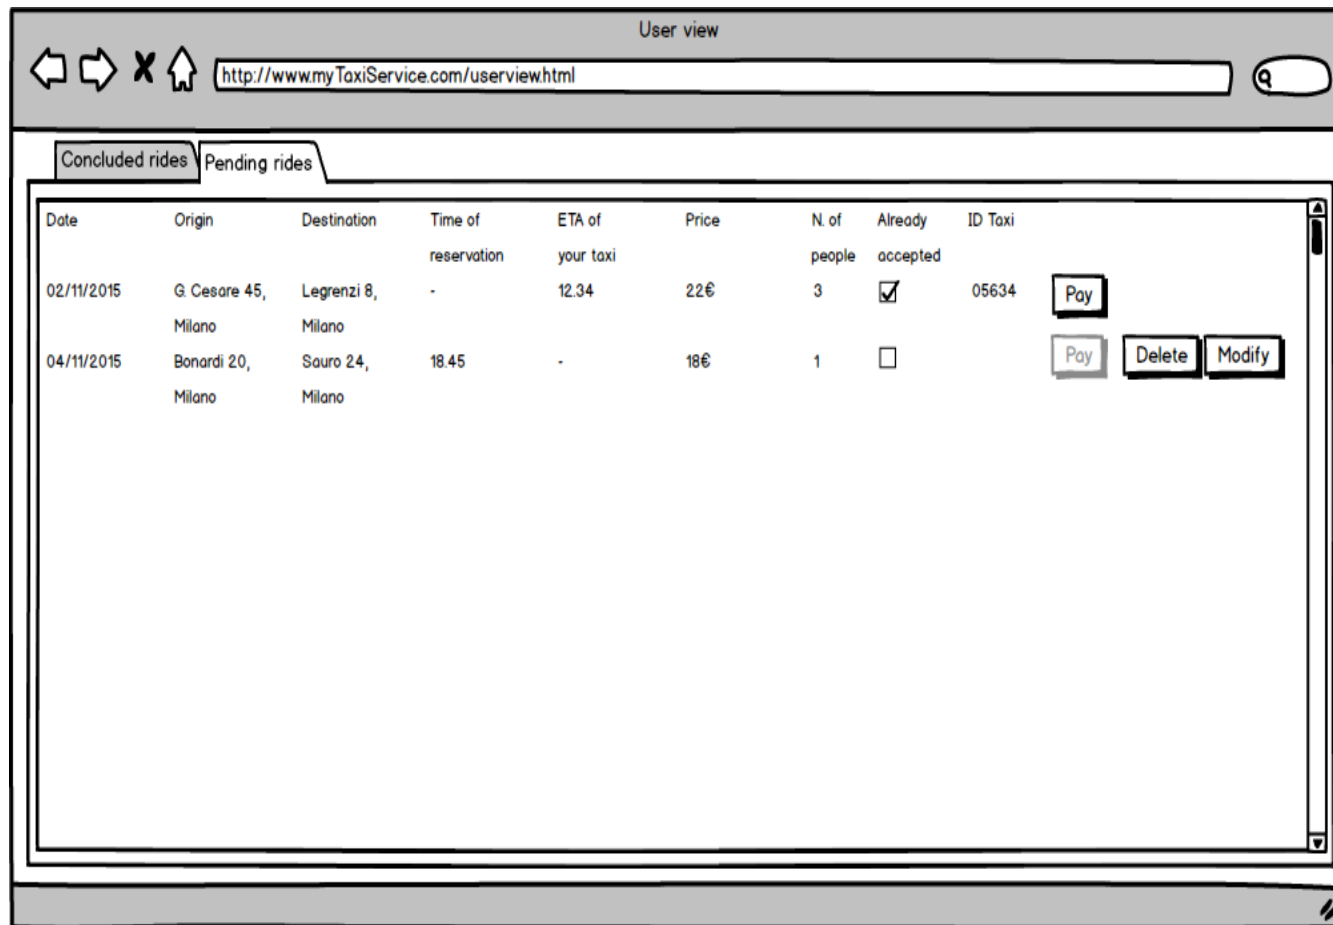 User view
http://www.myTaxiService.com/userview.html
Concluded rides Pending rides
Date Origin Destination Time of ETA of Price N. of Already ID Taxi
reservation your taxi people accepted
02/11/2015 G. Cesare 45, Legrenzi 8, - 12.34 22€ 3 05634 Pay
Milano Milano
04/11/2015 Bonardi 20, Sauro 24, 18.45 - 18€ 1 Pay Delete Modify
Milano Milano